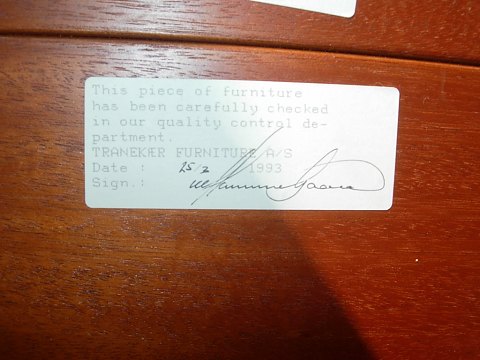 This piece of furniture
has been carefully checked
in our quality control de-
partment.
TRANEKÆR FURNITURE A/S
Date : 25/3 1993
Sign.: